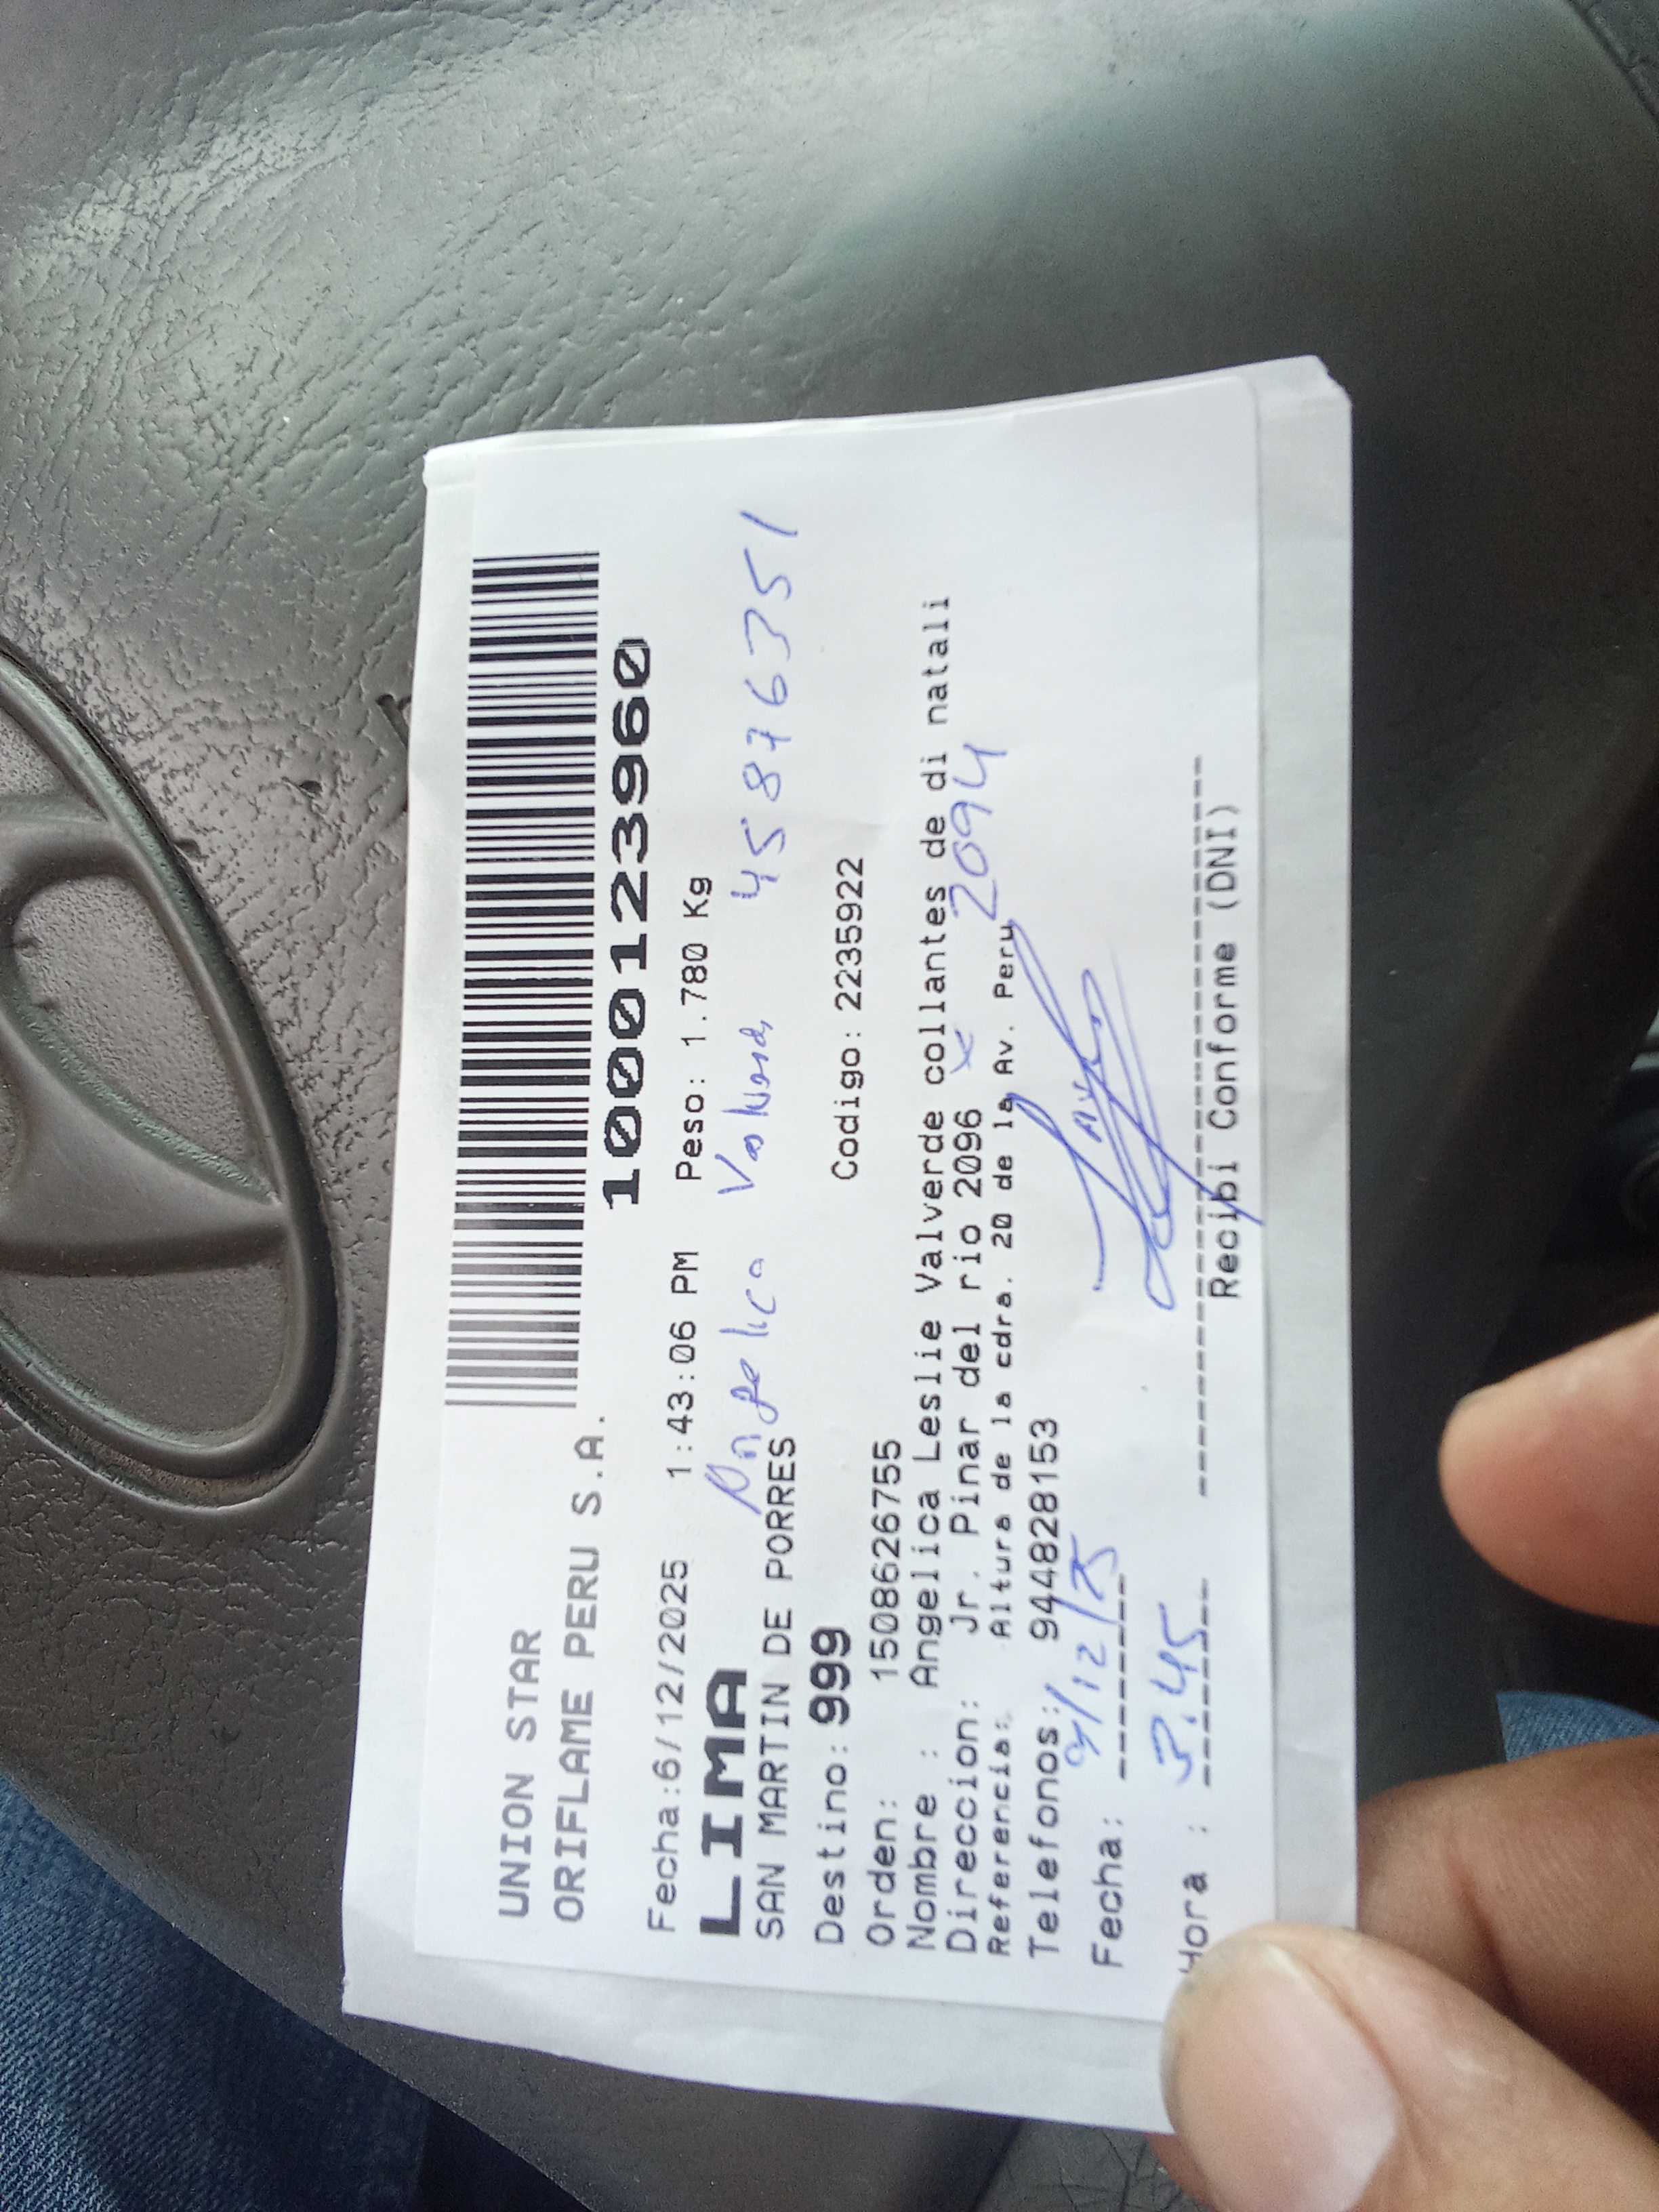 UNION STAR
ORIFLAME PERU S.A.
1000123960
Fecha:6/12/2025 1:43:06 PM Peso: 1.780 Kg
LIMA
Angelica Valverde 45876351
SAN MARTIN DE PORRES
Destino: 999 Codigo: 2235922
Orden: 1508626755
Nombre : Angelica Leslie Valverde collantes de di natali
Direccion: Jr. Pinar del rio 2096 xe 2094
Referencia: Altura de la cdra. 20 de la Av. Peru
Telefonos: 944828153
Fecha: 9/12/25
Hora : 3.45
Recibi Conforme (DNI)